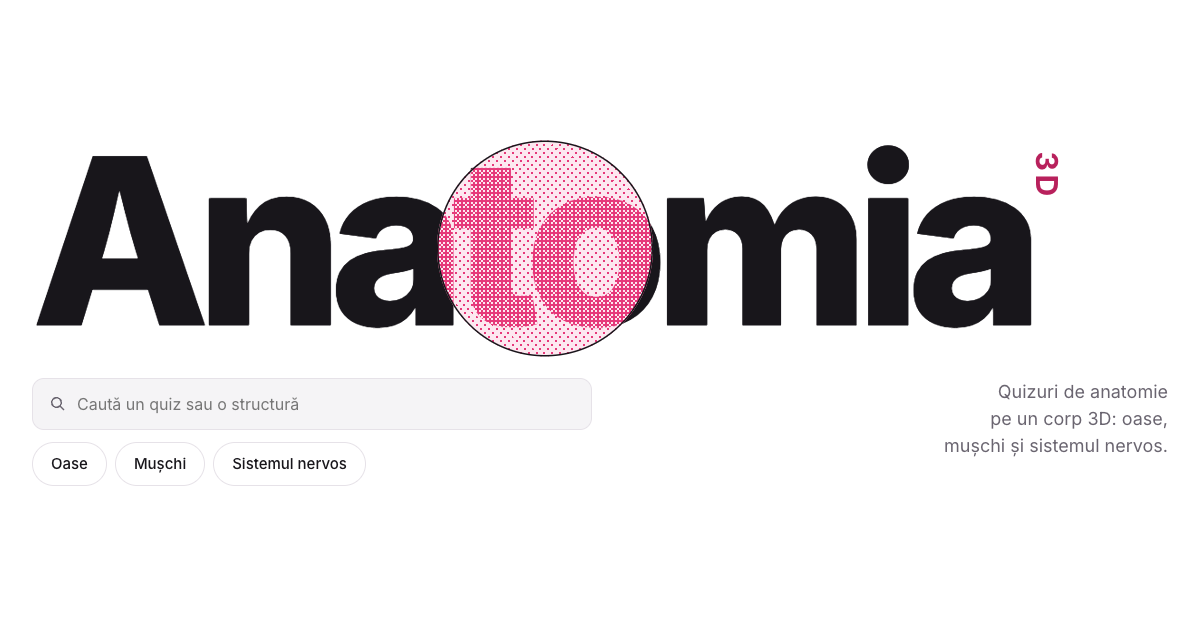 Anatomia
3D
Caută un quiz sau o structură
Oase
Mușchi
Sistemul nervos
Quizuri de anatomie
pe un corp 3D: oase,
mușchi și sistemul nervos.